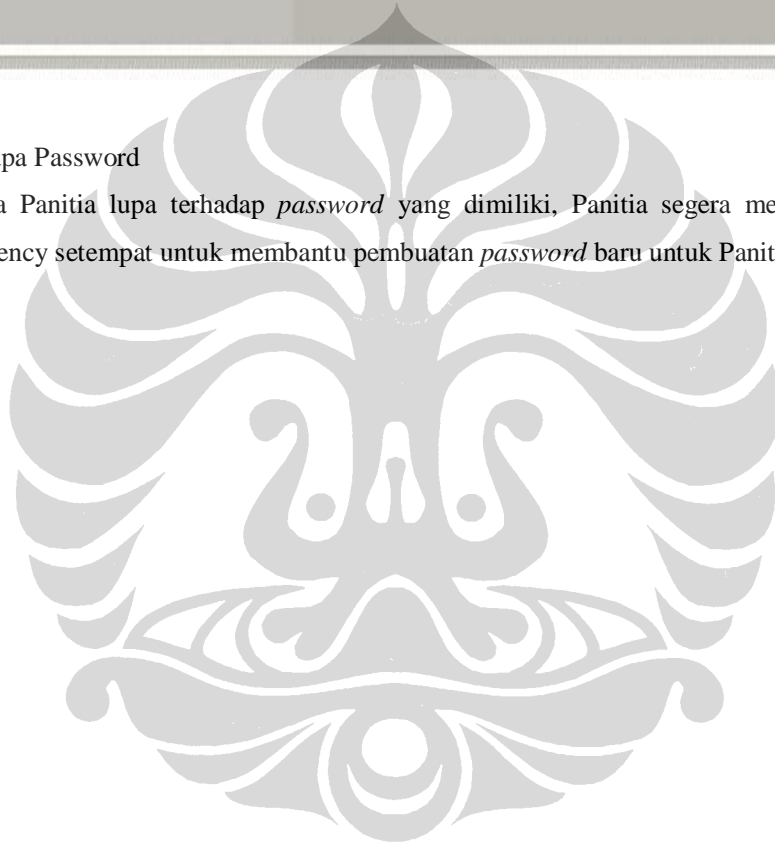 pa Password
a Panitia lupa terhadap password yang dimiliki, Panitia segera me
ency setempat untuk membantu pembuatan password baru untuk Panit